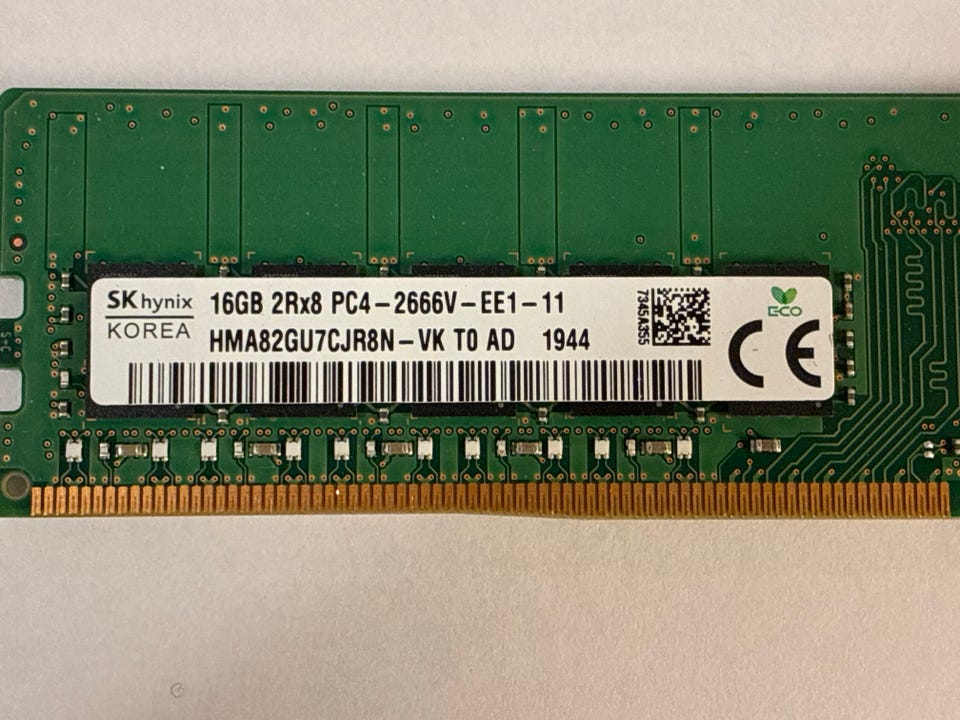 SK hynix
KOREA
16GB 2Rx8 PC4-2666V-EE1-11
HMA82GU7CJR8N-VK T0 AD 1944
7345A355
ECO
CE